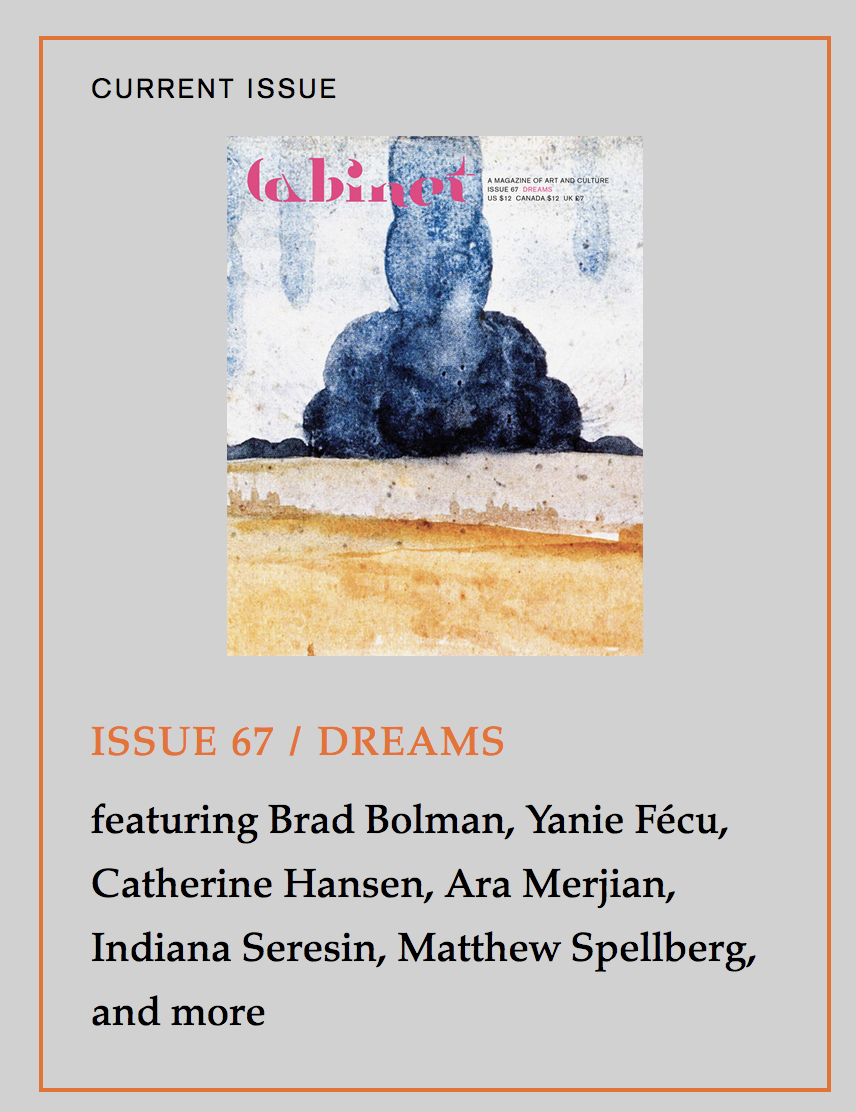 CURRENT ISSUE
Cabinet
A MAGAZINE OF ART AND CULTURE
ISSUE 67 DREAMS
US $12 CANADA $12 UK £7
ISSUE 67 / DREAMS
featuring Brad Bolman, Yanie Fécu,
Catherine Hansen, Ara Merjian,
Indiana Seresin, Matthew Spellberg,
and more